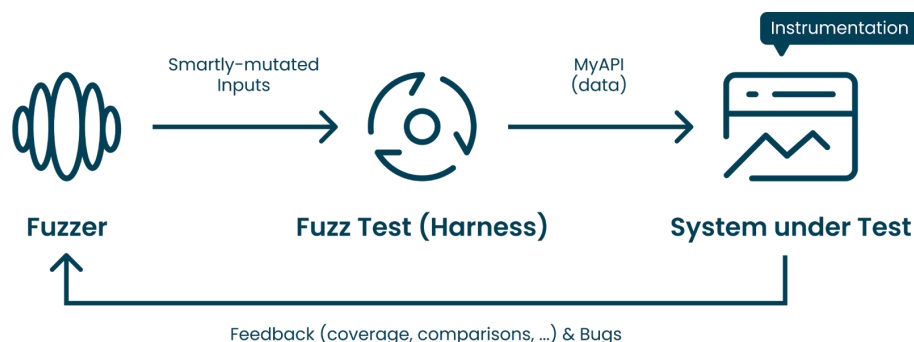 Instrumentation
Smartly-mutated
Inputs
MyAPI
(data)
Fuzzer
Fuzz Test (Harness)
System under Test
Feedback (coverage, comparisons, ...) & Bugs